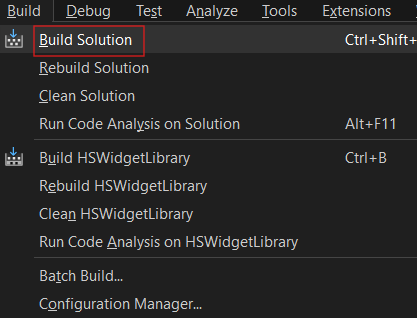 Build Debug Test Analyze Tools Extensions
Build Solution Ctrl+Shift+
Rebuild Solution
Clean Solution
Run Code Analysis on Solution Alt+F11
Build HSWidgetLibrary Ctrl+B
Rebuild HSWidgetLibrary
Clean HSWidgetLibrary
Run Code Analysis on HSWidgetLibrary
Batch Build...
Configuration Manager...